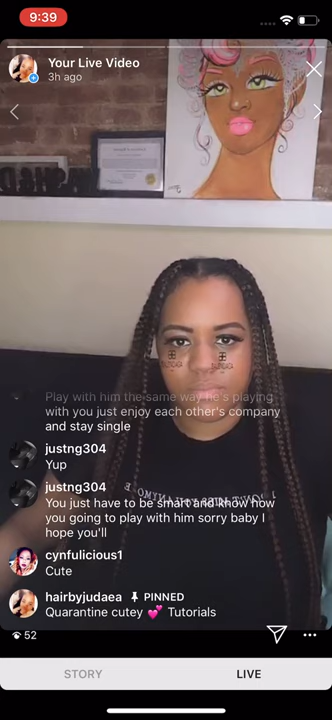 9:39
Your Live Video
3h ago
Play with him the same way he's playing
with you just enjoy each other's company
and stay single
justng304
Yup
justng304
You just have to be smart and know how
you going to play with him sorry baby I
hope you'll
cynfulicious1
Cute
hairbyjudaea PINNED
Quarantine cutey 💕 Tutorials
52
STORY LIVE